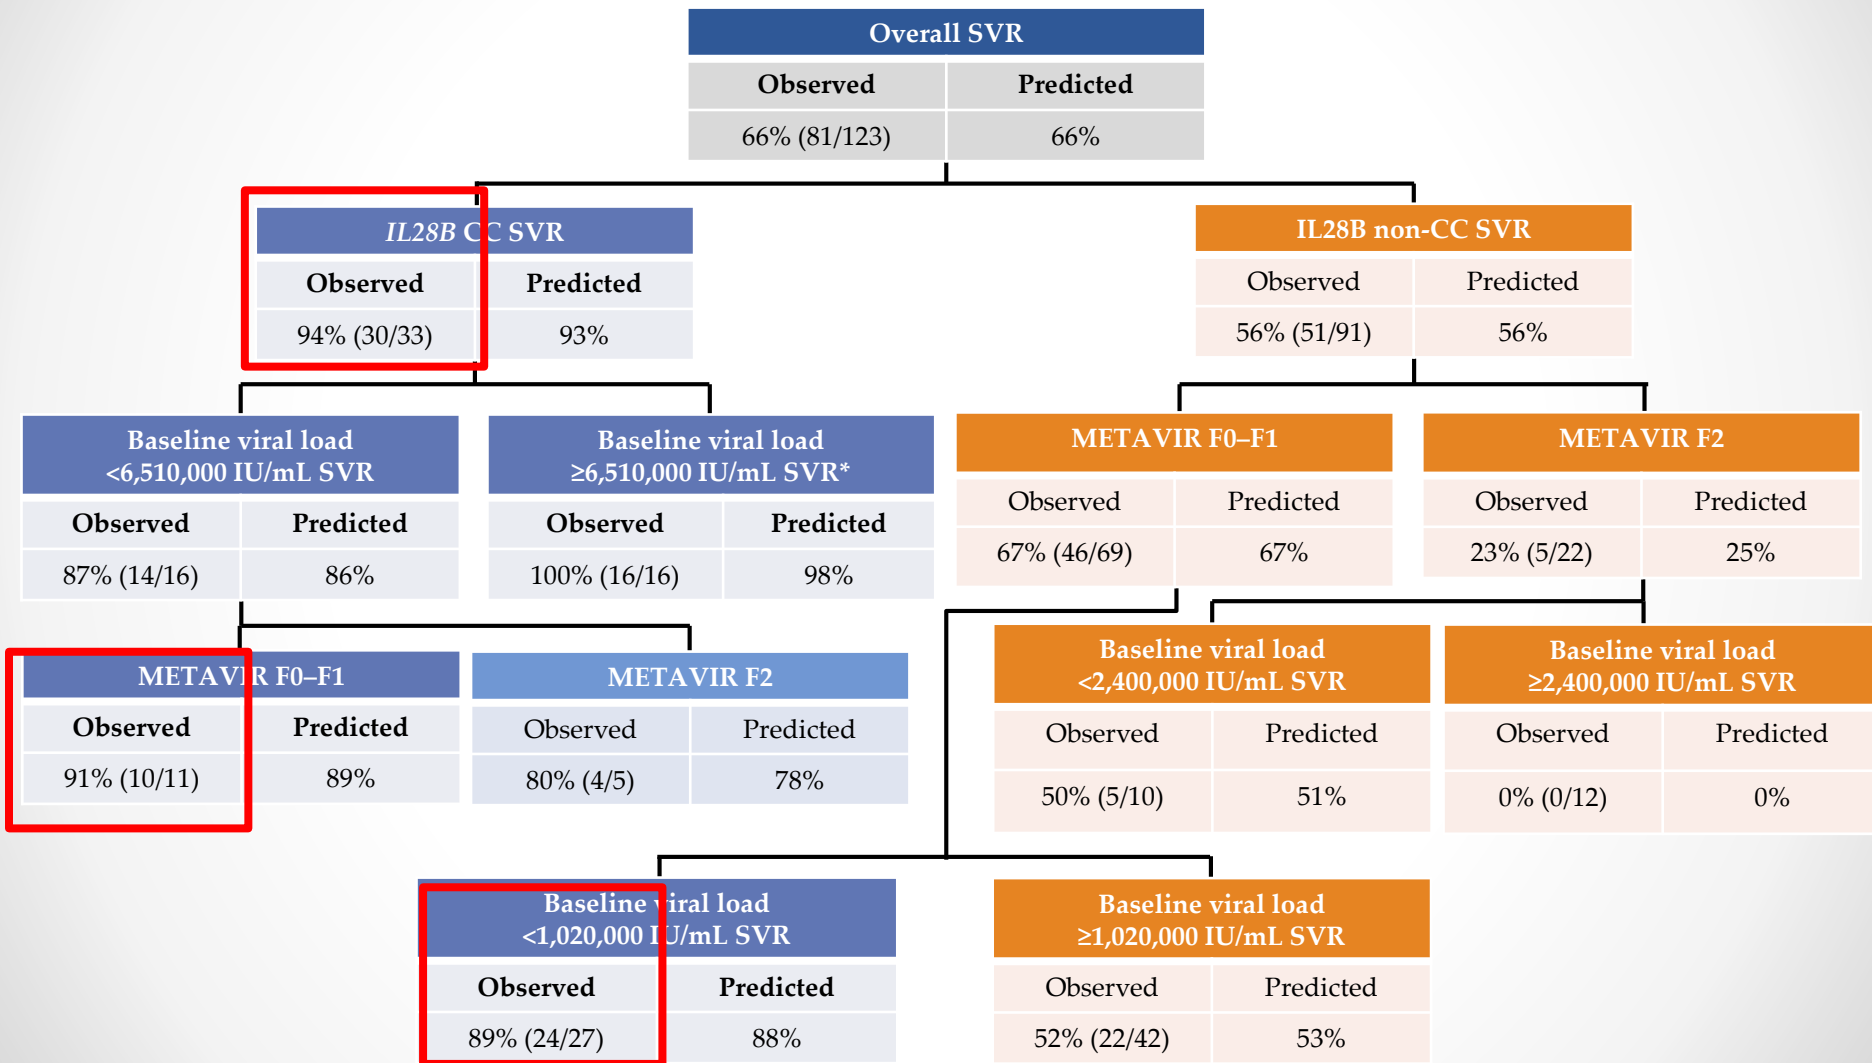 Overall SVR
Observed Predicted
66% (81/123) 66%
IL28B CC SVR
Observed Predicted
94% (30/33) 93%
IL28B non-CC SVR
Observed Predicted
56% (51/91) 56%
Baseline viral load
<6,510,000 IU/mL SVR
Observed Predicted
87% (14/16) 86%
Baseline viral load
≥6,510,000 IU/mL SVR*
Observed Predicted
100% (16/16) 98%
METAVIR F0–F1
Observed Predicted
67% (46/69) 67%
METAVIR F2
Observed Predicted
23% (5/22) 25%
METAVIR F0–F1
Observed Predicted
91% (10/11) 89%
METAVIR F2
Observed Predicted
80% (4/5) 78%
Baseline viral load
<2,400,000 IU/mL SVR
Observed Predicted
50% (5/10) 51%
Baseline viral load
≥2,400,000 IU/mL SVR
Observed Predicted
0% (0/12) 0%
Baseline viral load
<1,020,000 IU/mL SVR
Observed Predicted
89% (24/27) 88%
Baseline viral load
≥1,020,000 IU/mL SVR
Observed Predicted
52% (22/42) 53%